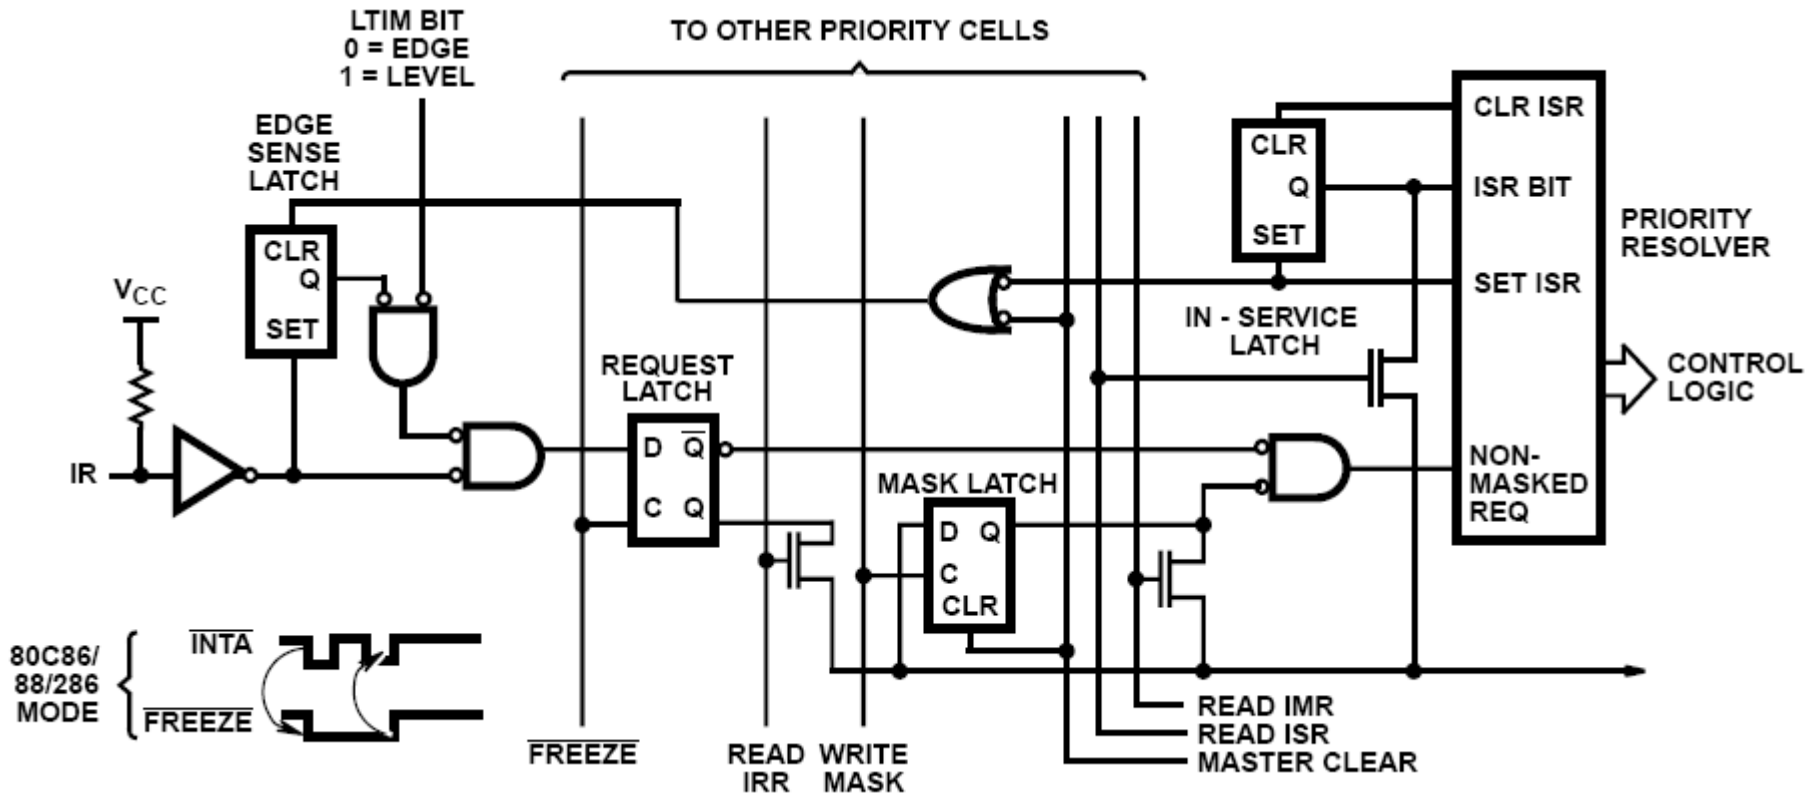 LTIM BIT
0 = EDGE
1 = LEVEL
TO OTHER PRIORITY CELLS
EDGE
SENSE
LATCH
CLR
Q
SET
VCC
IR
REQUEST
LATCH
D Q
C Q
MASK LATCH
D Q
C
CLR
CLR
Q
SET
IN - SERVICE
LATCH
CLR ISR
ISR BIT
SET ISR
NON-
MASKED
REQ
PRIORITY
RESOLVER
CONTROL
LOGIC
80C86/
88/286
MODE
INTA
FREEZE
FREEZE
READ
IRR
WRITE
MASK
READ IMR
READ ISR
MASTER CLEAR